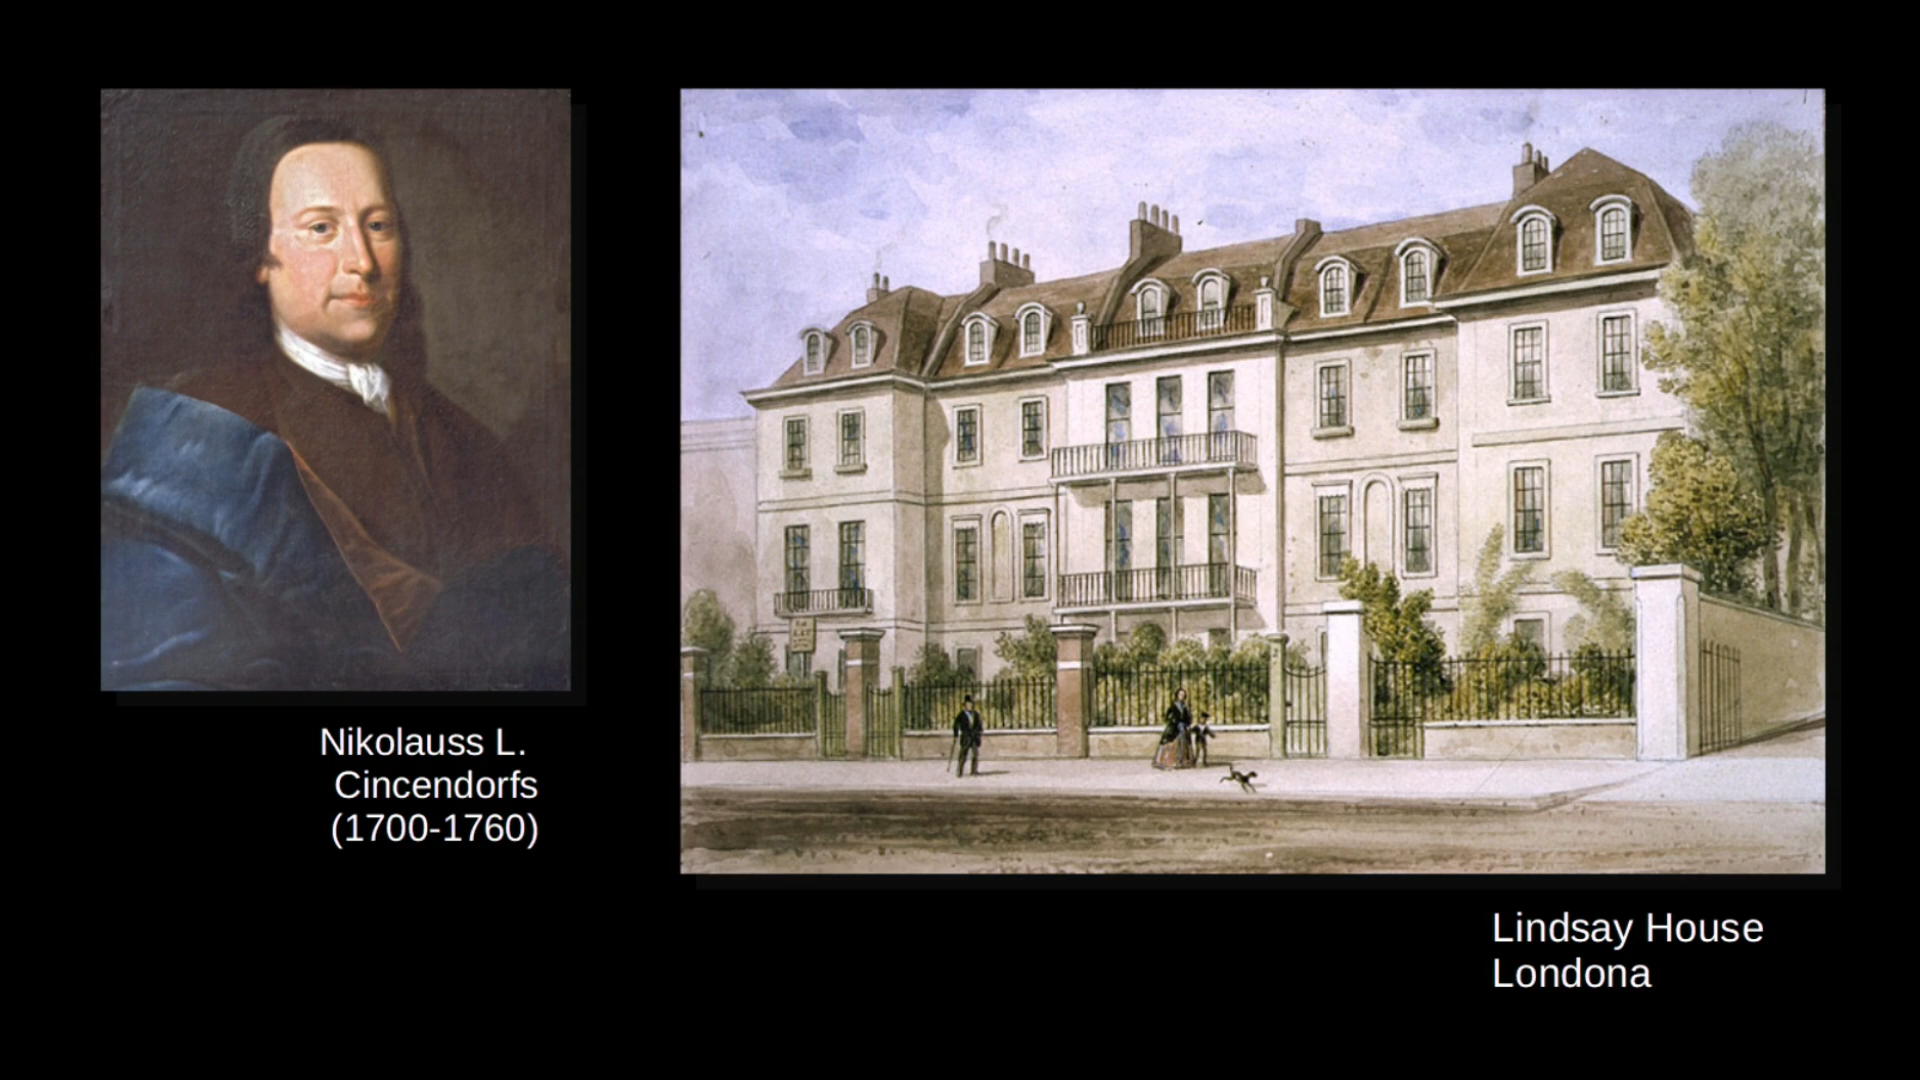 Nikolauss L.
Cincendorfs
(1700-1760)
Lindsay House
Londona